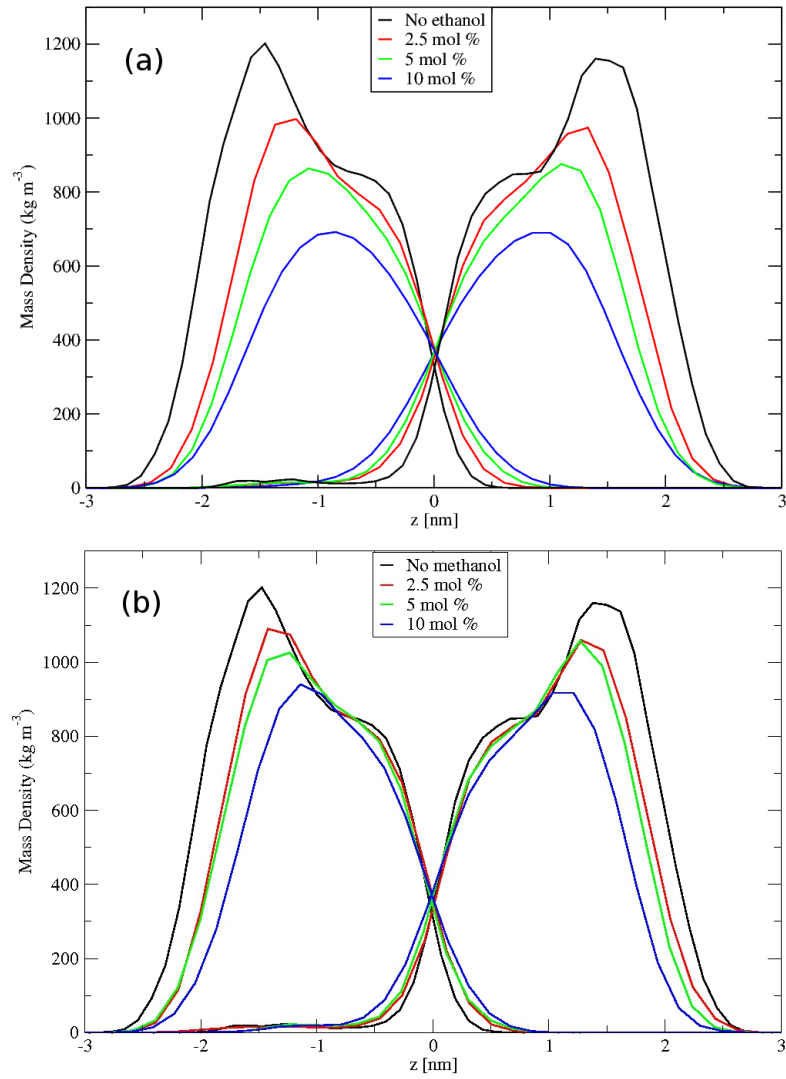 (a)
No ethanol
2.5 mol %
5 mol %
10 mol %
1200
1000
800
600
400
200
0
Mass Density (kg m⁻³)
-3 -2 -1 0 1 2 3
z [nm]
(b)
No methanol
2.5 mol %
5 mol %
10 mol %
1200
1000
800
600
400
200
0
Mass Density (kg m⁻³)
-3 -2 -1 0 1 2 3
z [nm]